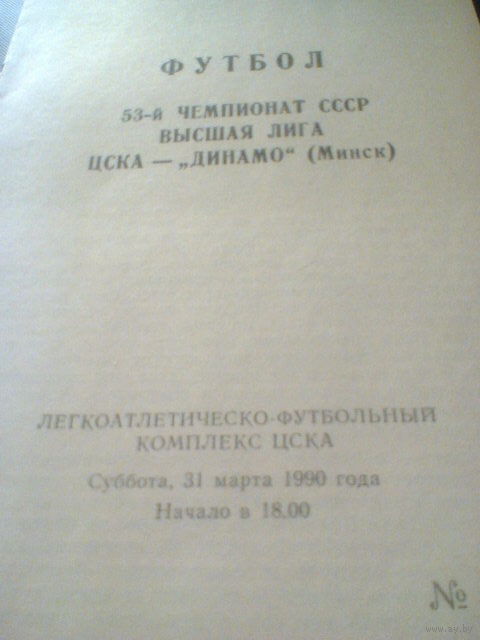 ФУТБОЛ
53-й ЧЕМПИОНАТ СССР
ВЫСШАЯ ЛИГА
ЦСКА — „ДИНАМО“ (Минск)
ЛЕГКОАТЛЕТИЧЕСКО-ФУТБОЛЬНЫЙ
КОМПЛЕКС ЦСКА
Суббота, 31 марта 1990 года
Начало в 18.00
№
www.ay.by